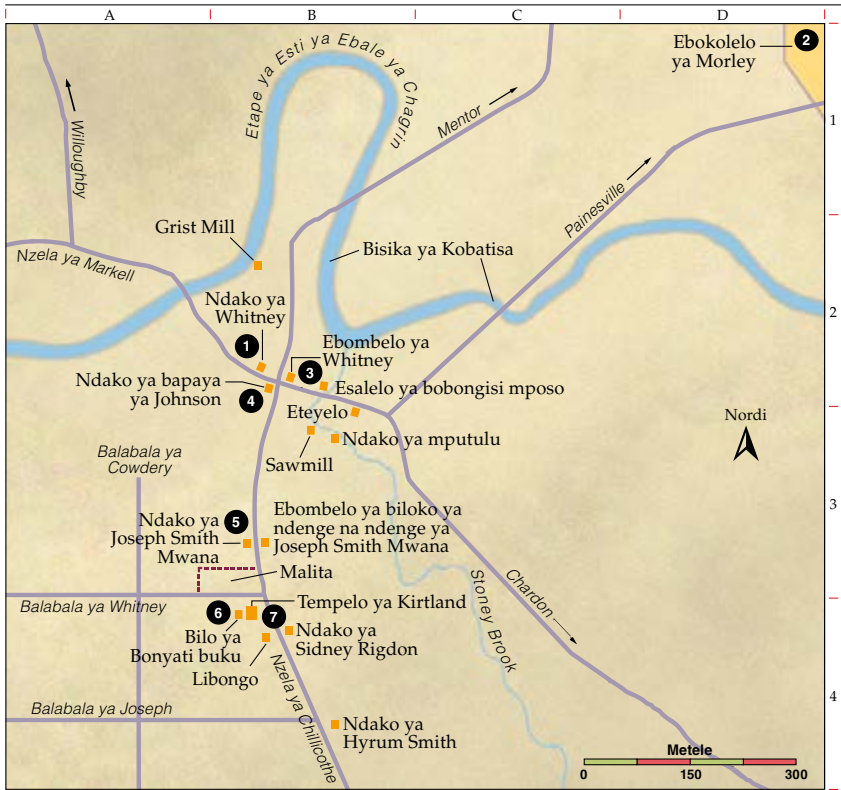 A
B
C
D
1
2
3
4
Ebokolelo
ya Morley
2
Etape ya Esti ya Ebale ya Chagrin
Mentor
Willoughby
Painesville
Grist Mill
Bisika ya Kobatisa
Nzela ya Markell
Ndako ya
Whitney
1
Ebombelo ya
Whitney
3
Esalelo ya bobongisi mposo
Ndako ya bapaya
ya Johnson
4
Eteyelo
Ndako ya mputulu
Sawmill
Nordi
Balabala ya
Cowdery
Ndako ya
Joseph Smith
Mwana
5
Ebombelo ya biloko ya
ndenge na ndenge ya
Joseph Smith Mwana
Malita
Stoney Brook
Chardon
Balabala ya Whitney
6
Tempelo ya Kirtland
7
Bilo ya
Bonyati buku
Ndako ya
Sidney Rigdon
Libongo
Nzela ya Chillicothe
Balabala ya Joseph
Ndako ya
Hyrum Smith
Metele
0 150 300